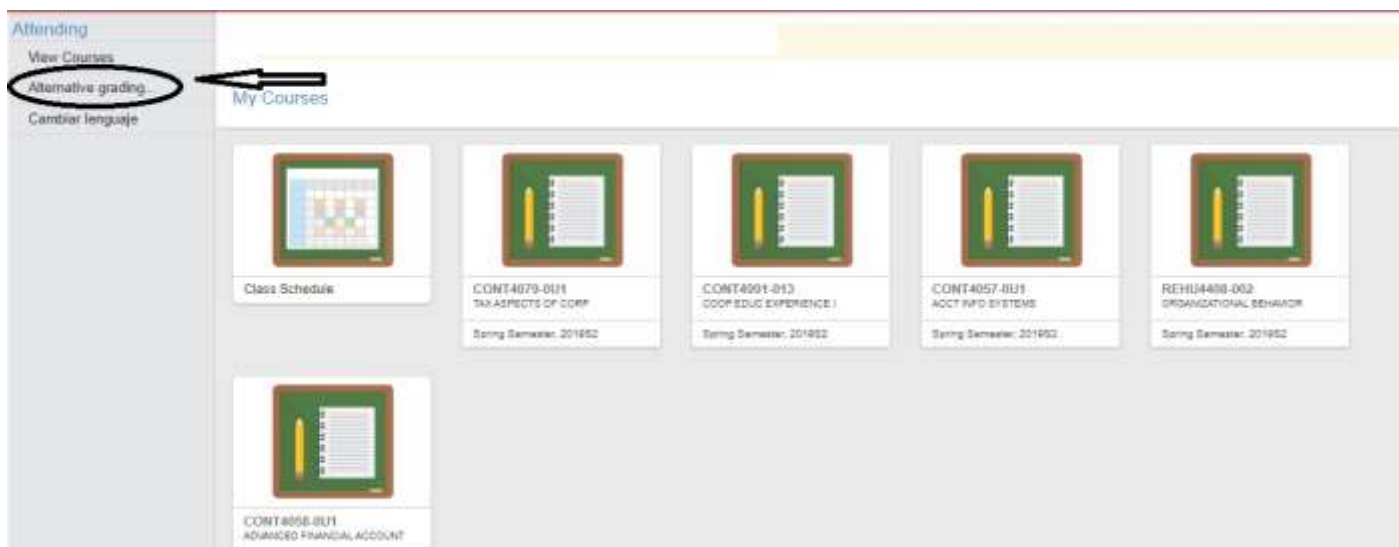 Attending
View Courses
Alternative grading...
Cambiar lenguaje
My Courses
Class Schedule
CONT4079-0U1
TAX ASPECTS OF CORP
Spring Semester, 201952
CONT4991-013
COOP EDUC EXPERIENCE I
Spring Semester, 201952
CONT4057-0U1
ACCT INFO SYSTEMS
Spring Semester, 201952
REHU4408-002
ORGANIZATIONAL BEHAVIOR
Spring Semester, 201952
CONT4058-0U1
ADVANCED FINANCIAL ACCOUNT